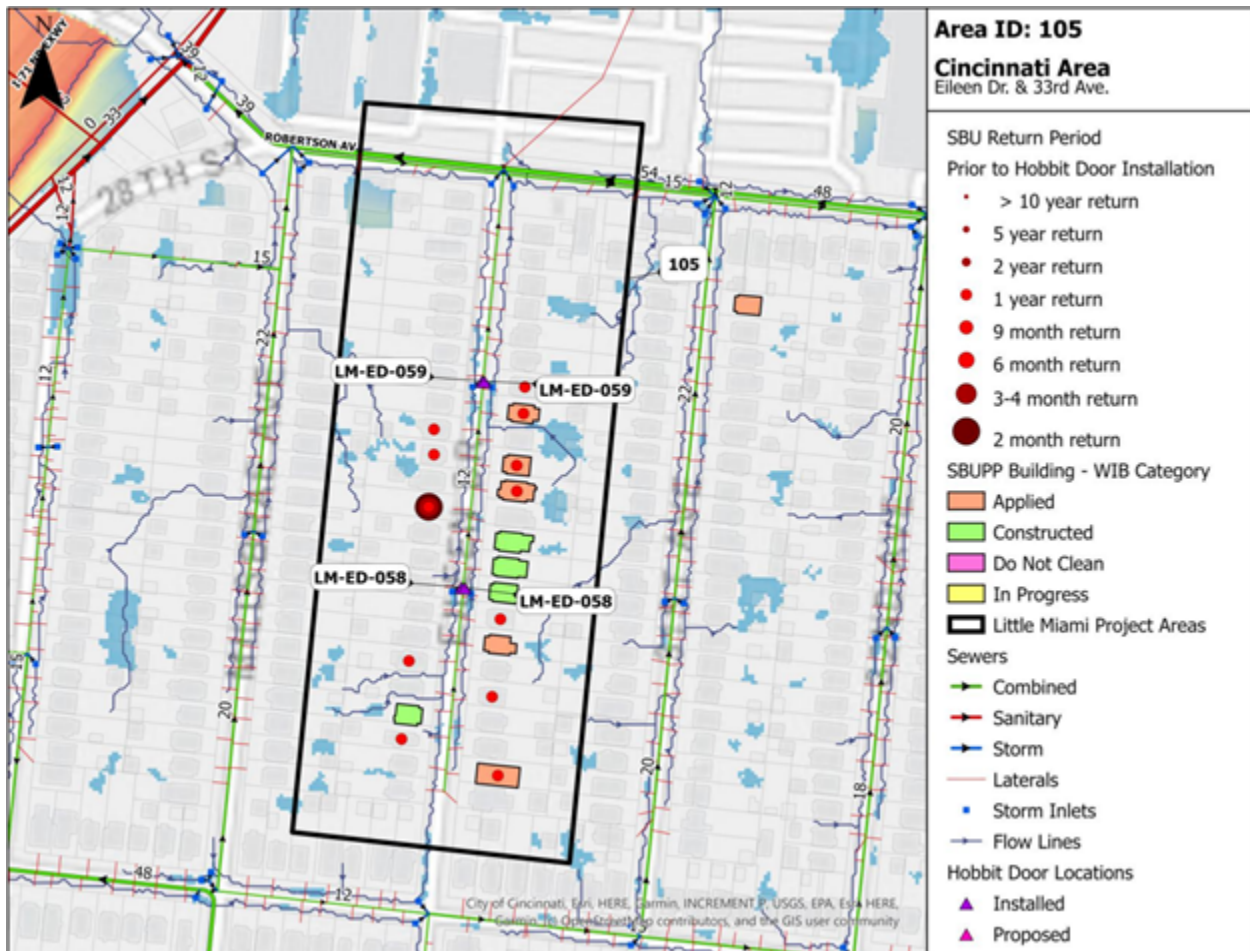 Area ID: 105
Cincinnati Area
Eileen Dr. & 33rd Ave.
SBU Return Period
Prior to Hobbit Door Installation
> 10 year return
5 year return
2 year return
1 year return
9 month return
6 month return
3-4 month return
2 month return
SBUPP Building - WIB Category
Applied
Constructed
Do Not Clean
In Progress
Little Miami Project Areas
Sewers
Combined
Sanitary
Storm
Laterals
Storm Inlets
Flow Lines
Hobbit Door Locations
Installed
Proposed
N
39
12
39
0
33
ROBERTSON AV
28TH ST
12
12
54
15
12
48
15
105
22
12
LM-ED-059
LM-ED-059
22
20
12
LM-ED-058
LM-ED-058
15
20
20
18
48
12
City of Cincinnati, Esri, HERE, Garmin, INCREMENT P, USGS, EPA, Esri, HERE,
Garmin, (c) OpenStreetMap contributors, and the GIS user community